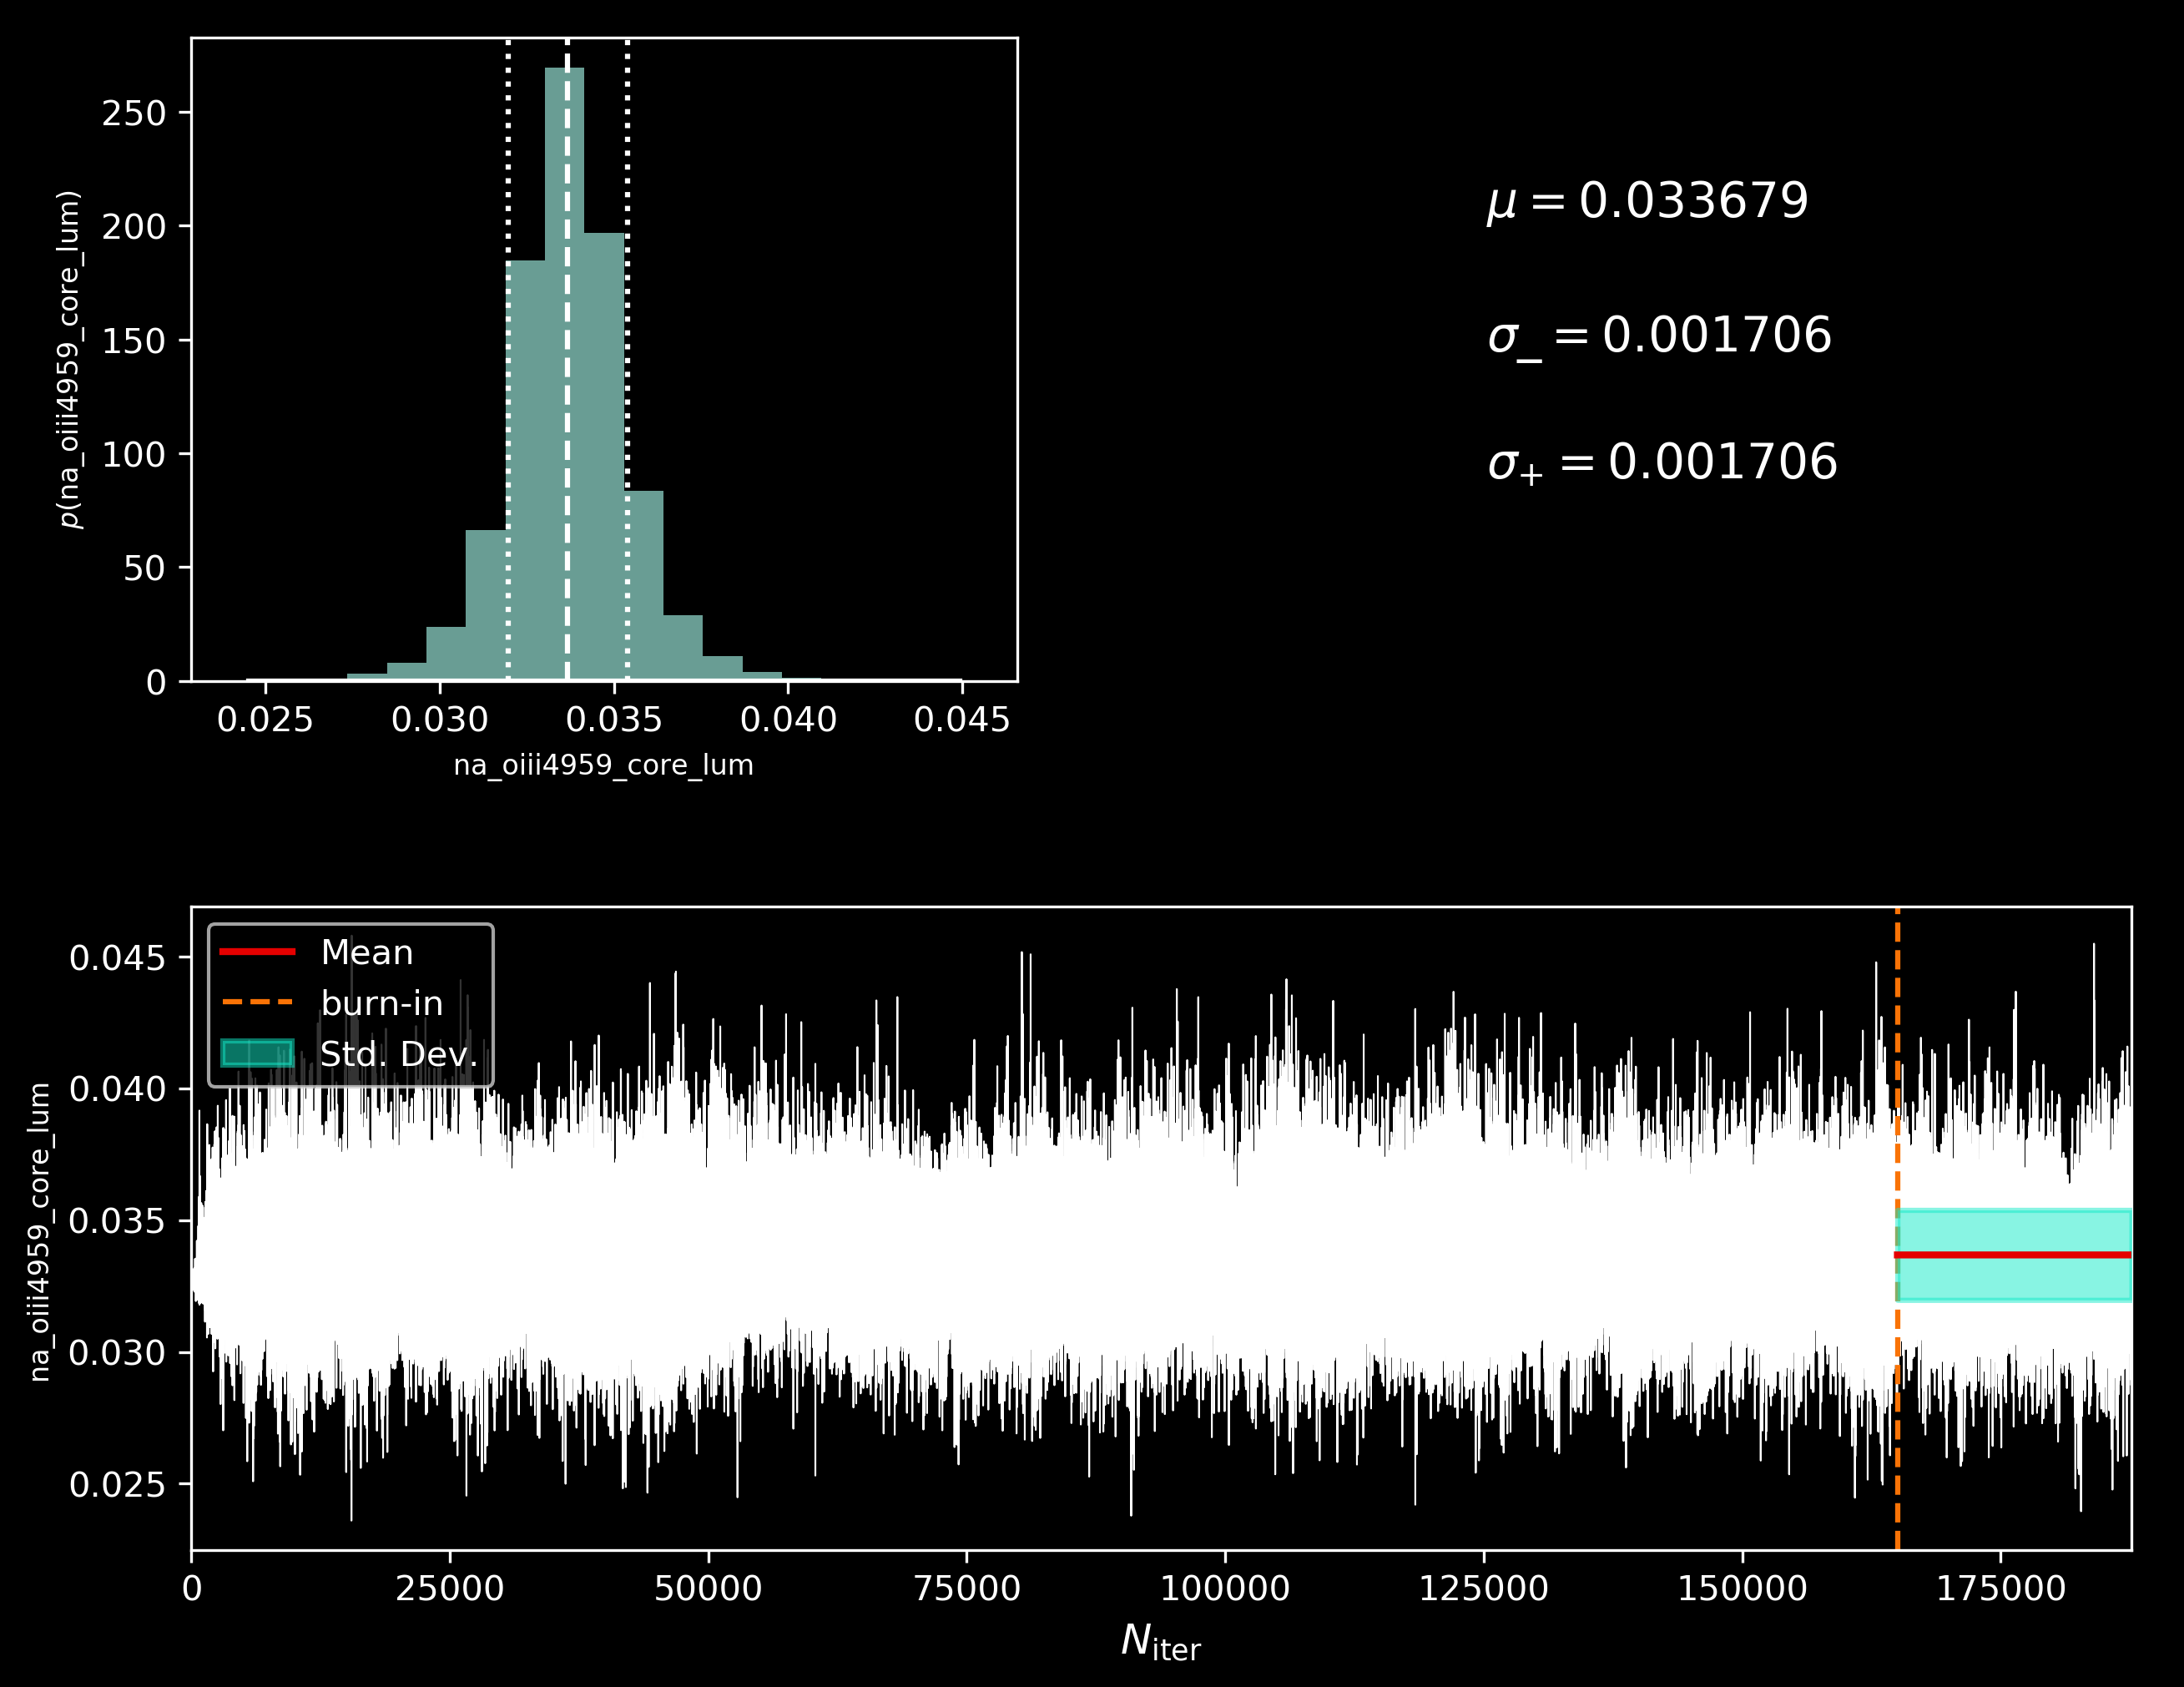 250
200
150
100
50
0
p(na_oiii4959_core_lum)
0.025 0.030 0.035 0.040 0.045
na_oiii4959_core_lum
μ = 0.033679
σ_ = 0.001706
σ₊ = 0.001706
Mean
burn-in
Std. Dev.
0.045
0.040
0.035
0.030
0.025
na_oiii4959_core_lum
0 25000 50000 75000 100000 125000 150000 175000
N_iter